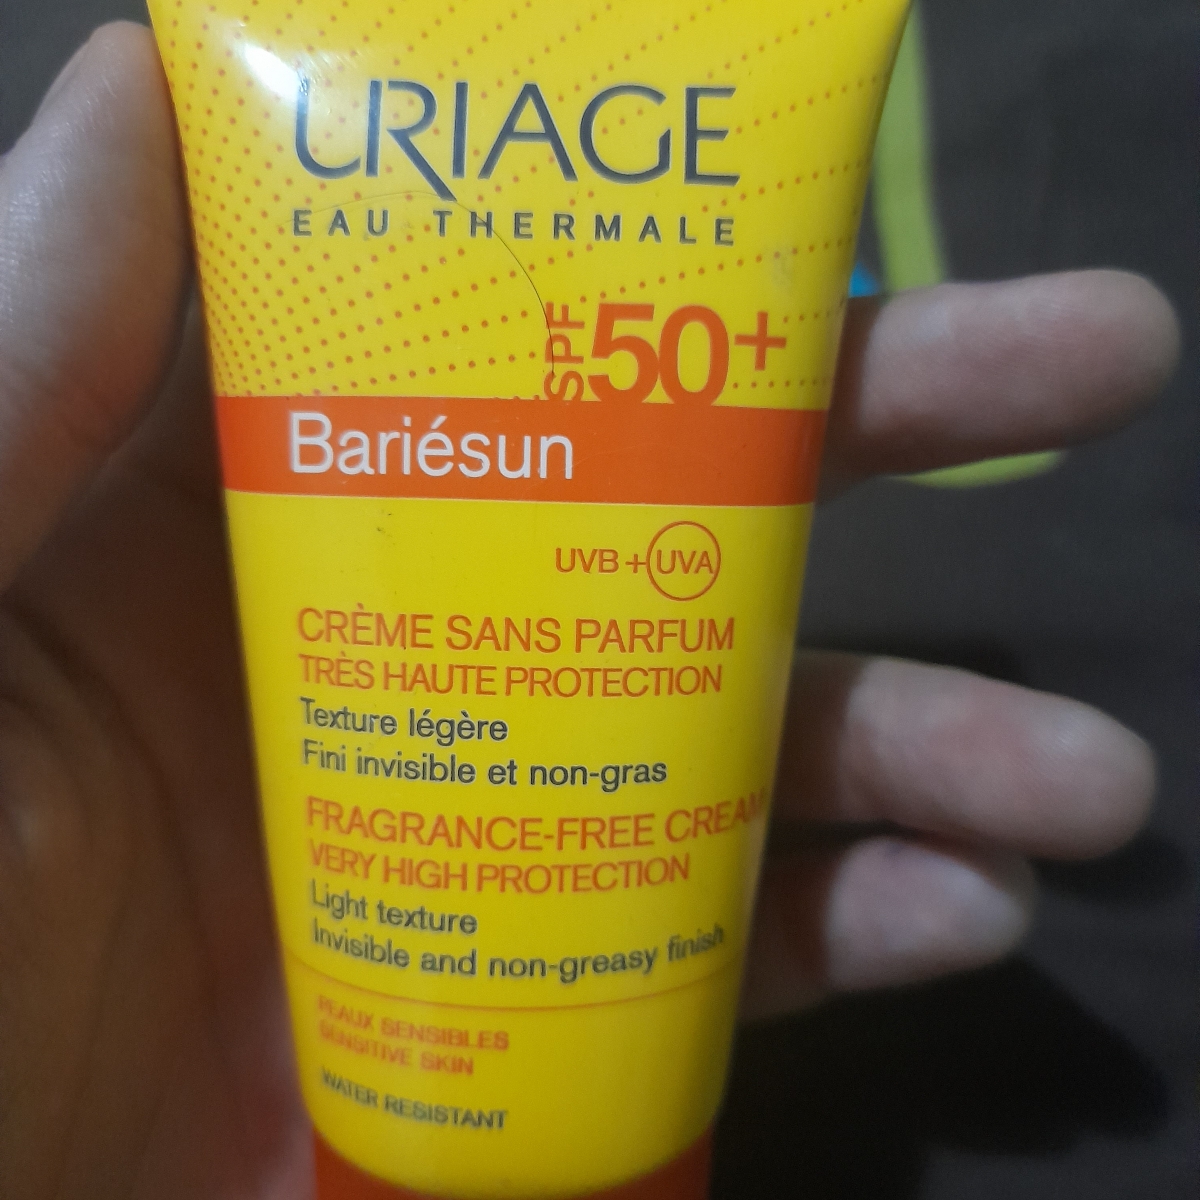 URIAGE
EAU THERMALE
SPF 50+
Bariésun
UVB + UVA
CRÈME SANS PARFUM
TRÈS HAUTE PROTECTION
Texture légère
Fini invisible et non-gras
FRAGRANCE-FREE CREAM
VERY HIGH PROTECTION
Light texture
Invisible and non-greasy finish
PEAUX SENSIBLES
SENSITIVE SKIN
WATER RESISTANT